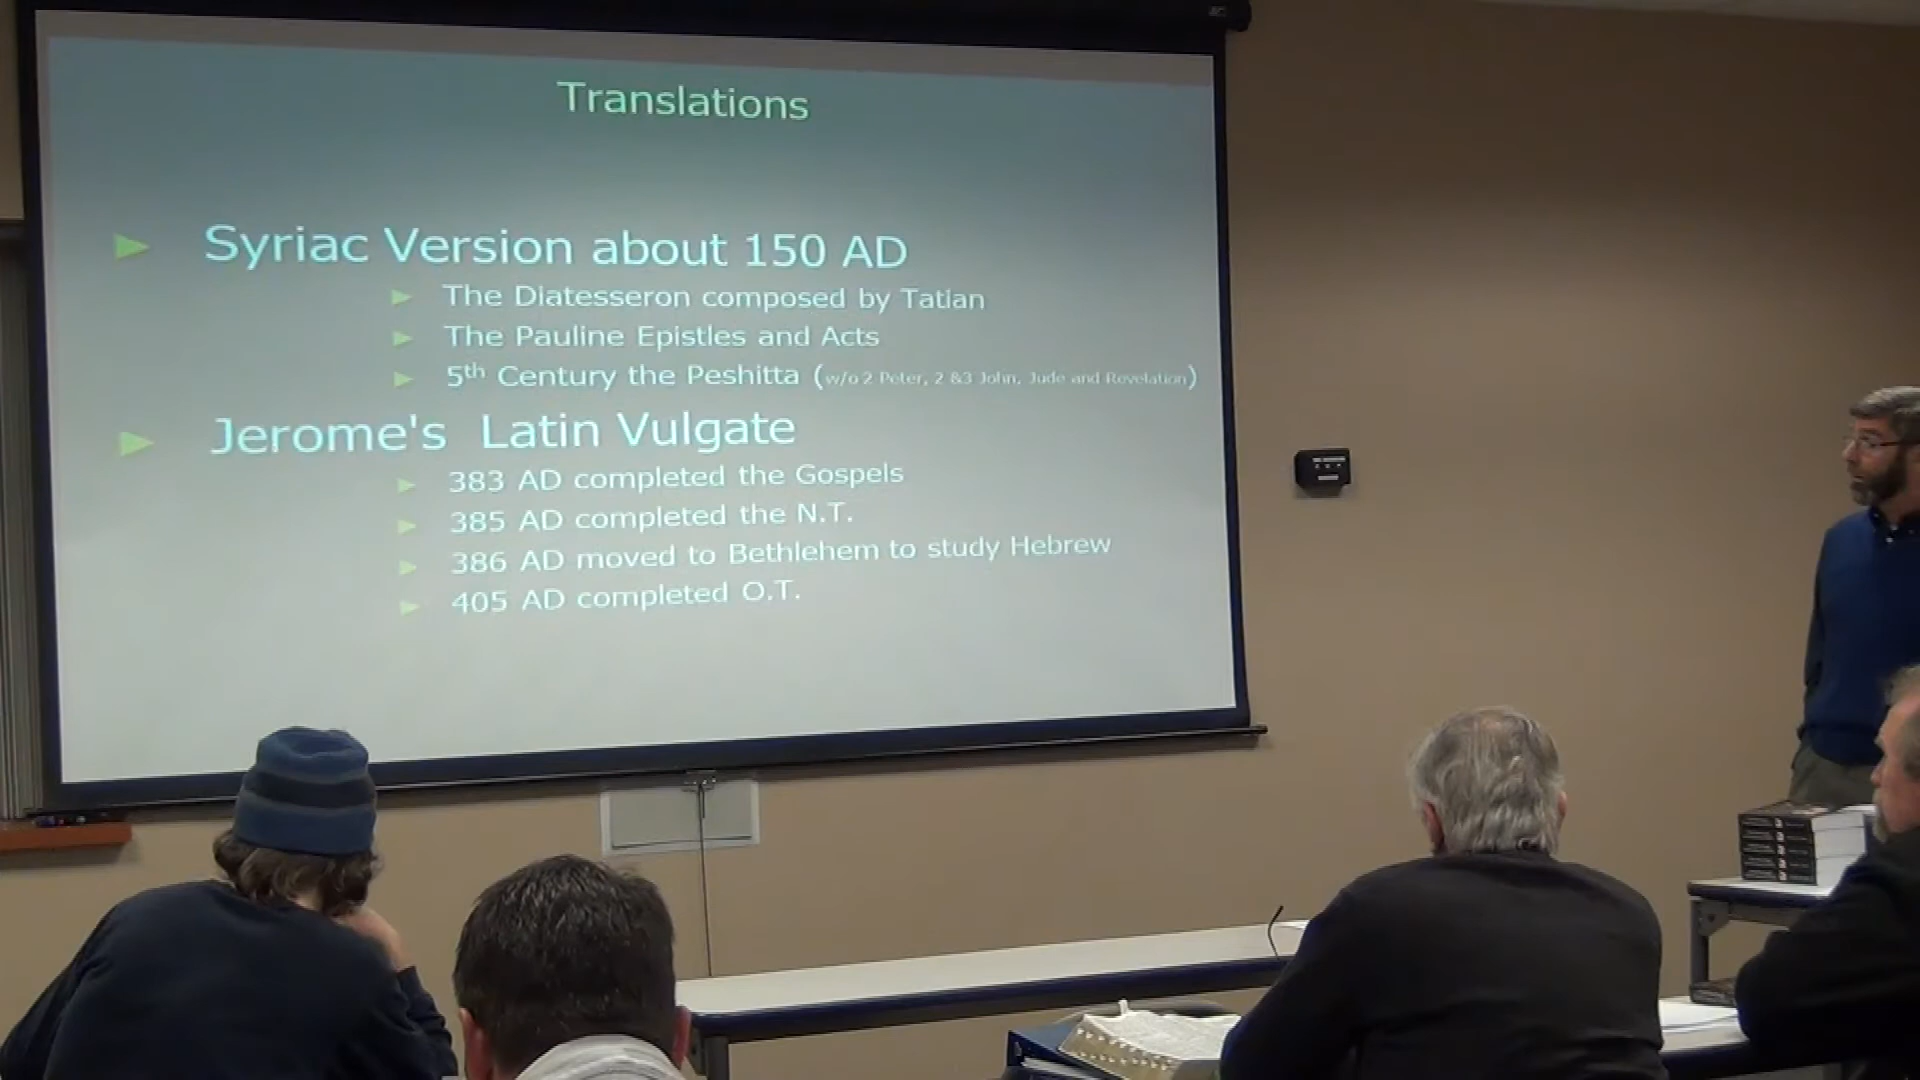 Translations
Syriac Version about 150 AD
The Diatesseron composed by Tatian
The Pauline Epistles and Acts
5th Century the Peshitta (w/o 2 Peter, 2 &3 John, Jude and Revelation)
Jerome's Latin Vulgate
383 AD completed the Gospels
385 AD completed the N.T.
386 AD moved to Bethlehem to study Hebrew
405 AD completed O.T.